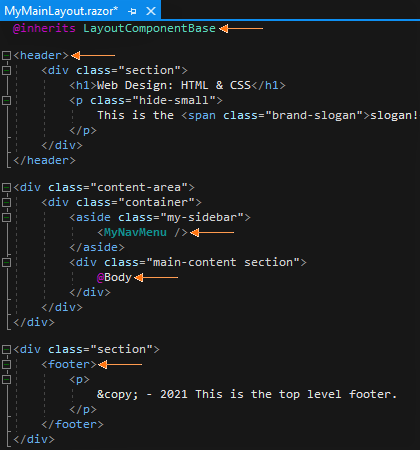 MyMainLayout.razor*
@inherits LayoutComponentBase
<header>
<div class="section">
<h1>Web Design: HTML & CSS</h1>
<p class="hide-small">
This is the <span class="brand-slogan">slogan!
</p>
</div>
</header>
<div class="content-area">
<div class="container">
<aside class="my-sidebar">
<MyNavMenu />
</aside>
<div class="main-content section">
@Body
</div>
</div>
</div>
<div class="section">
<footer>
<p>
&copy; - 2021 This is the top level footer.
</p>
</footer>
</div>